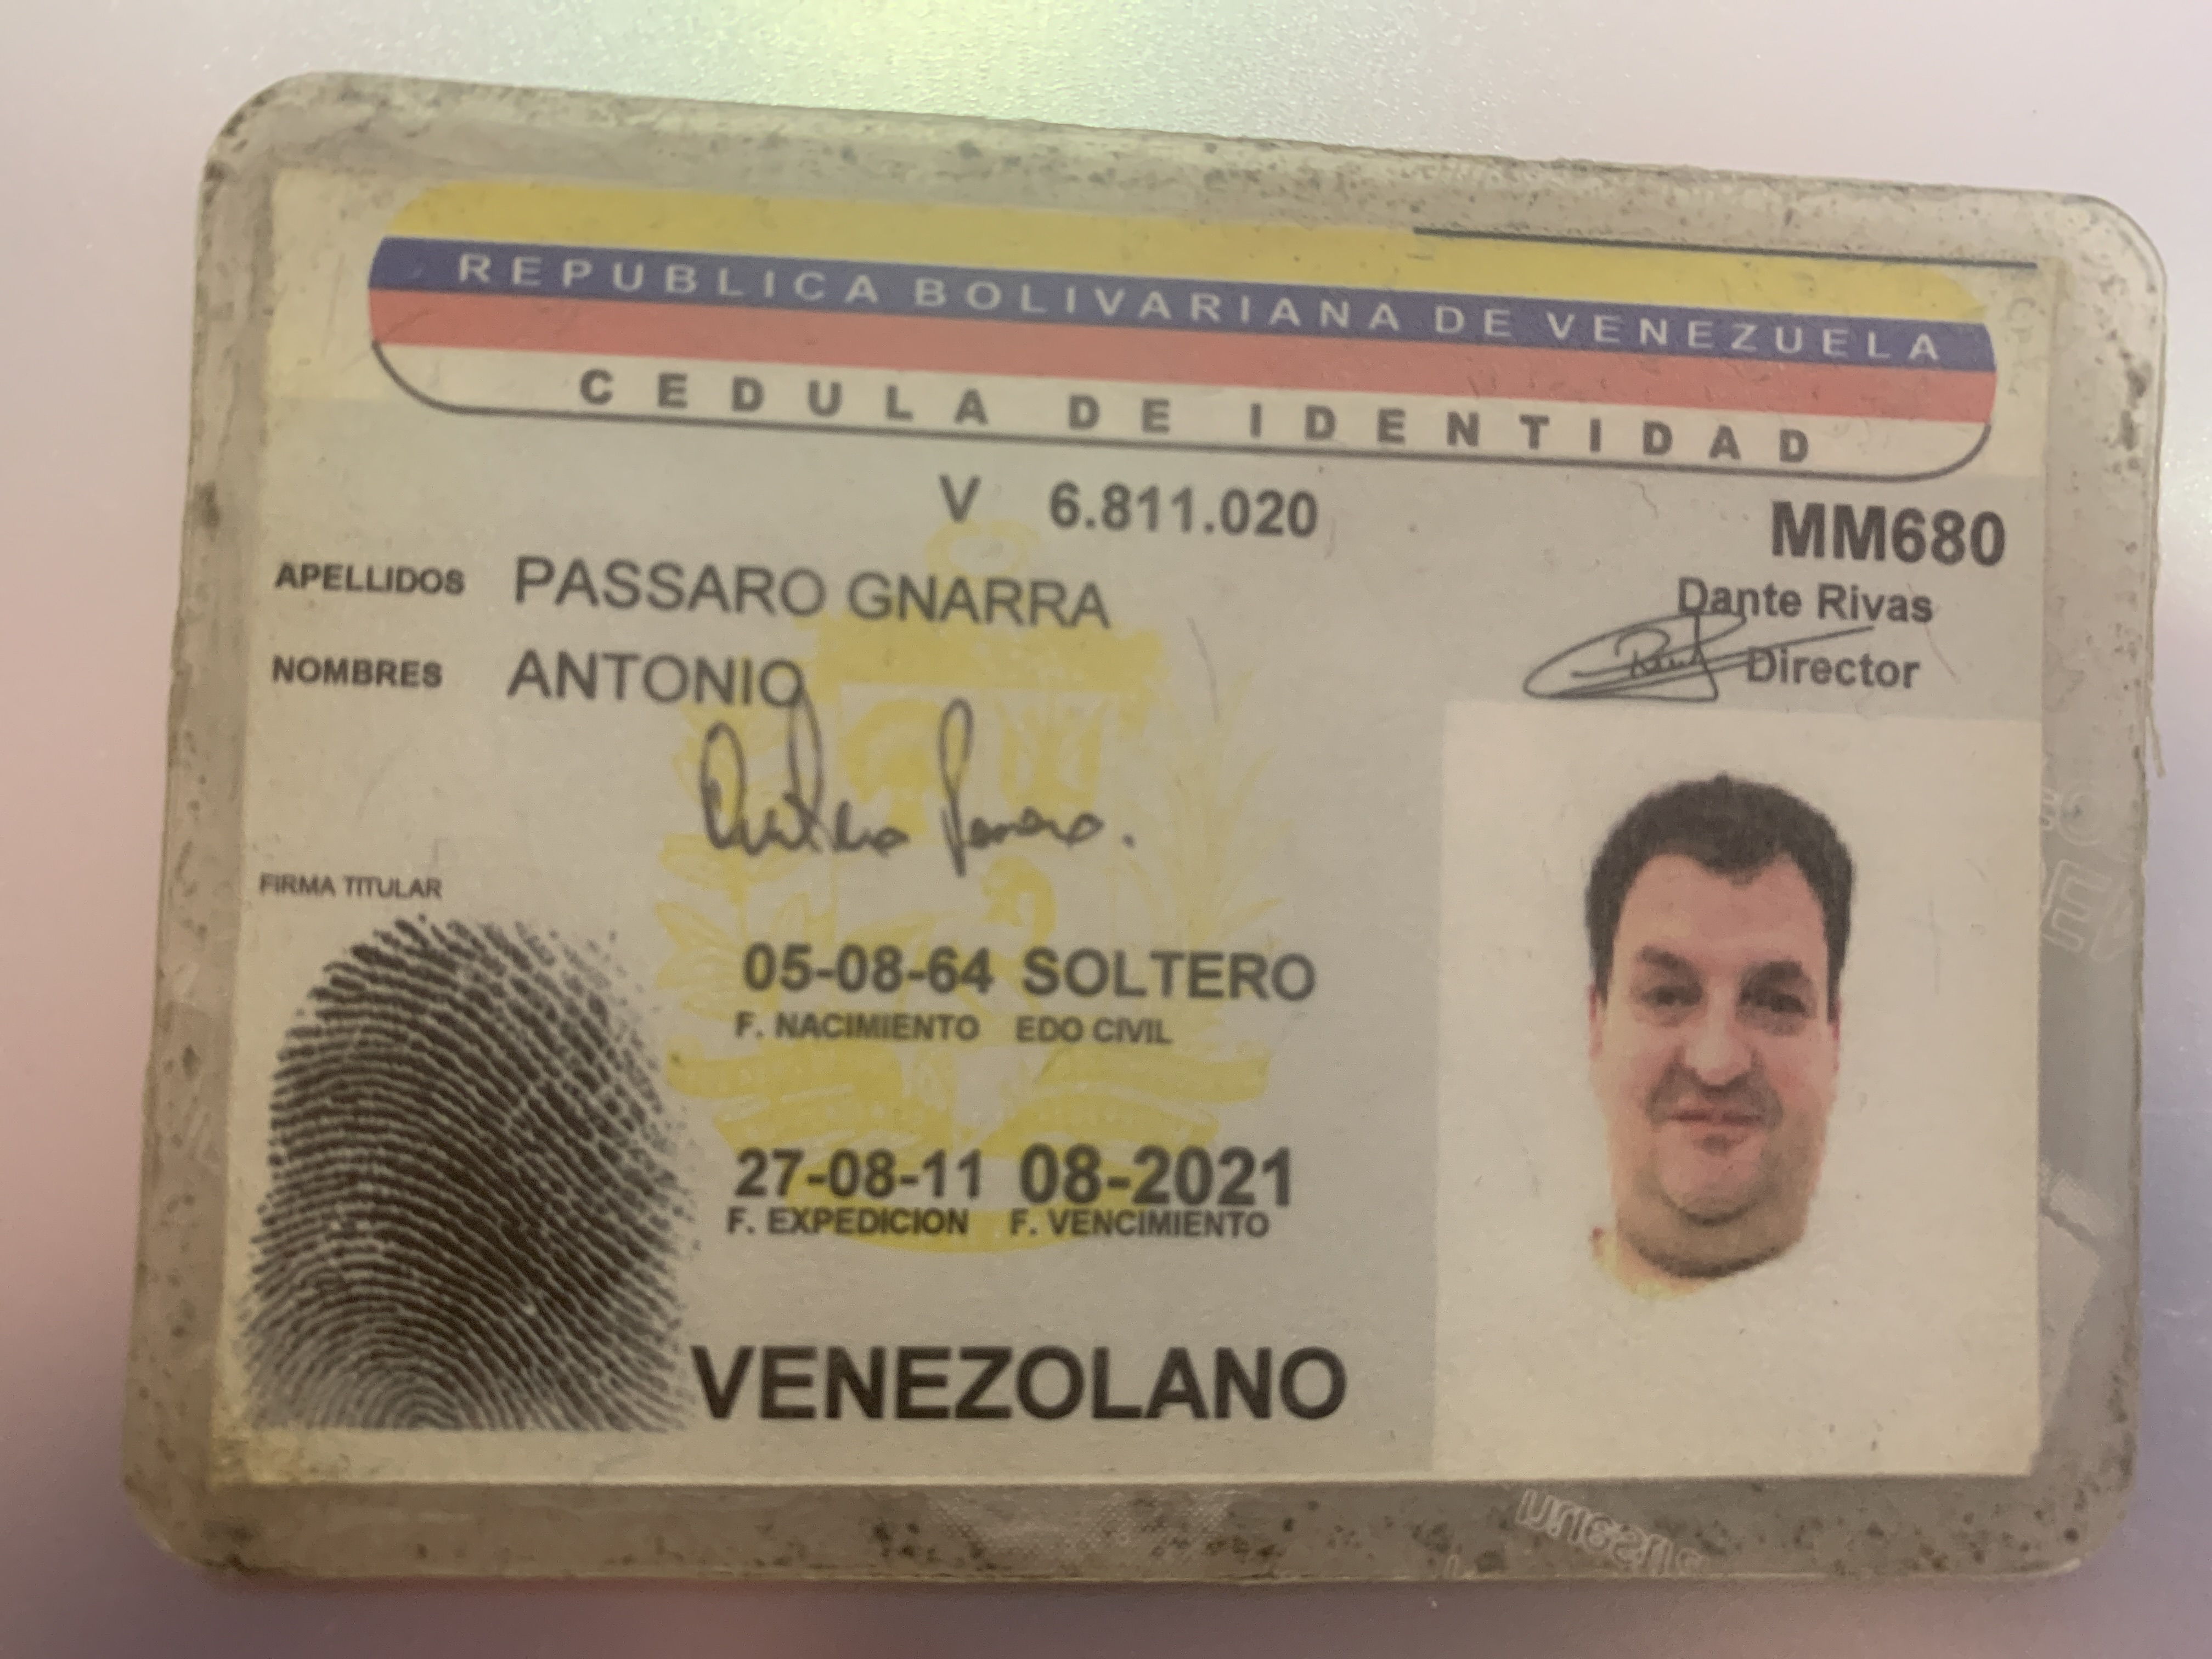 REPUBLICA BOLIVARIANA DE VENEZUELA
CEDULA DE IDENTIDAD
V 6.811.020
MM680
APELLIDOS PASSARO GNARRA
NOMBRES ANTONIO
Dante Rivas
Director
FIRMA TITULAR
05-08-64 SOLTERO
F. NACIMIENTO EDO CIVIL
27-08-11 08-2021
F. EXPEDICION F. VENCIMIENTO
VENEZOLANO